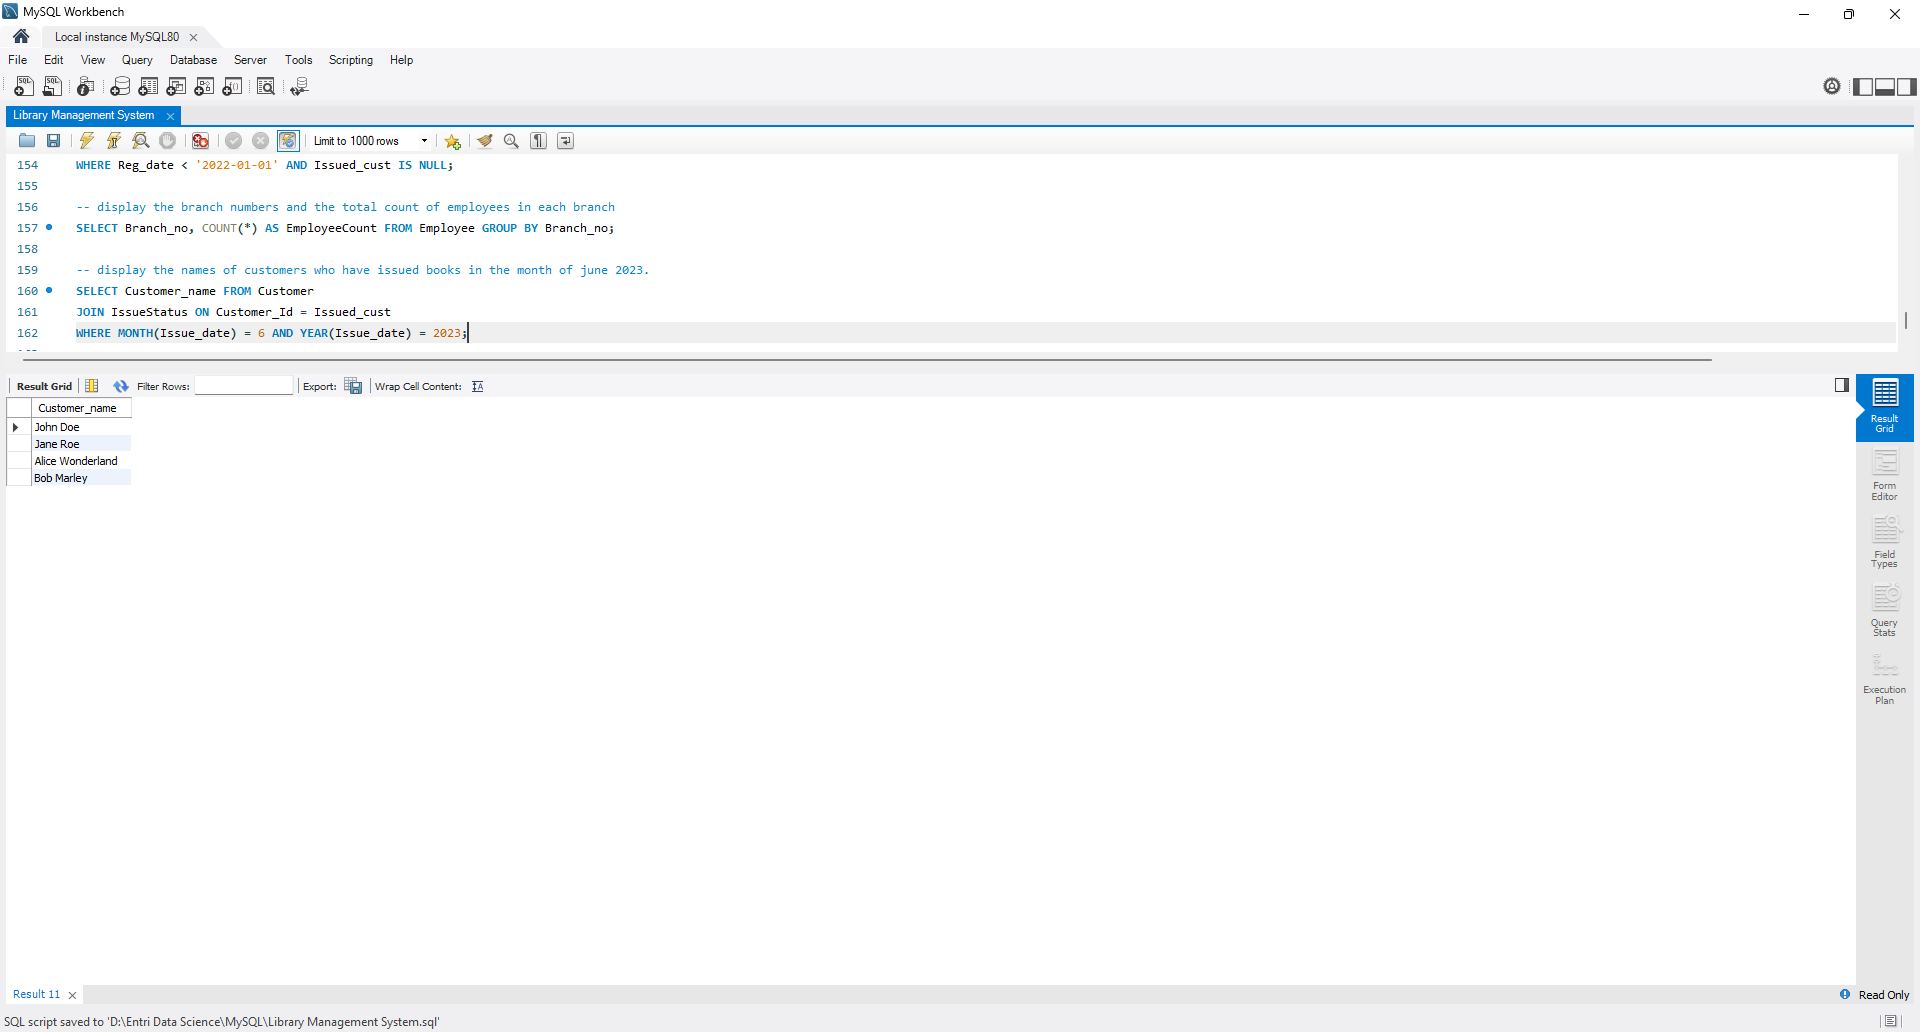 MySQL Workbench
Local instance MySQL80
File Edit View Query Database Server Tools Scripting Help
Library Management System
Limit to 1000 rows
154 WHERE Reg_date < '2022-01-01' AND Issued_cust IS NULL;
155
156 -- display the branch numbers and the total count of employees in each branch
157 SELECT Branch_no, COUNT(*) AS EmployeeCount FROM Employee GROUP BY Branch_no;
158
159 -- display the names of customers who have issued books in the month of june 2023.
160 SELECT Customer_name FROM Customer
161 JOIN IssueStatus ON Customer_Id = Issued_cust
162 WHERE MONTH(Issue_date) = 6 AND YEAR(Issue_date) = 2023;
Result Grid Filter Rows: Export: Wrap Cell Content:
Customer_name
John Doe
Jane Roe
Alice Wonderland
Bob Marley
Result
Grid
Form
Editor
Field
Types
Query
Stats
Execution
Plan
Result 11
Read Only
SQL script saved to 'D:\Entri Data Science\MySQL\Library Management System.sql'